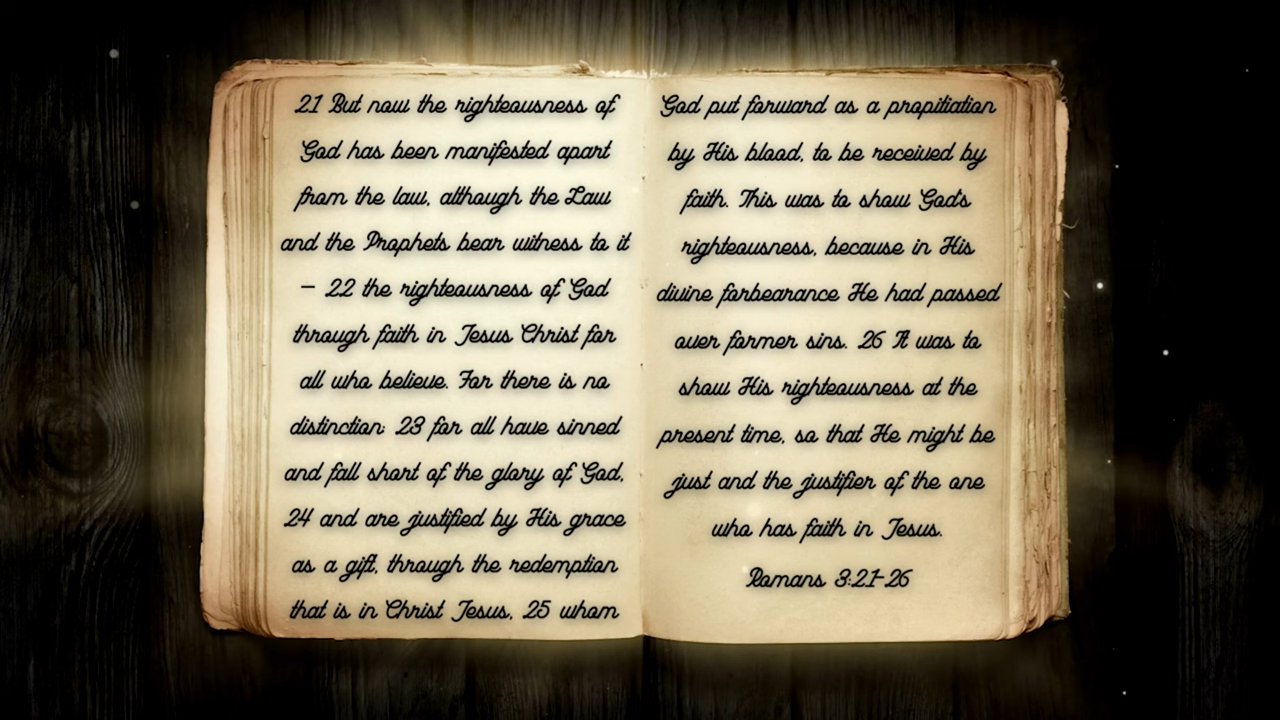 21 But now the righteousness of
God has been manifested apart
from the law, although the Law
and the Prophets bear witness to it
– 22 the righteousness of God
through faith in Jesus Christ for
all who believe. For there is no
distinction: 23 for all have sinned
and fall short of the glory of God,
24 and are justified by His grace
as a gift, through the redemption
that is in Christ Jesus, 25 whom
God put forward as a propitiation
by His blood, to be received by
faith. This was to show God's
righteousness, because in His
divine forbearance He had passed
over former sins. 26 It was to
show His righteousness at the
present time, so that He might be
just and the justifier of the one
who has faith in Jesus.
Romans 3:21-26